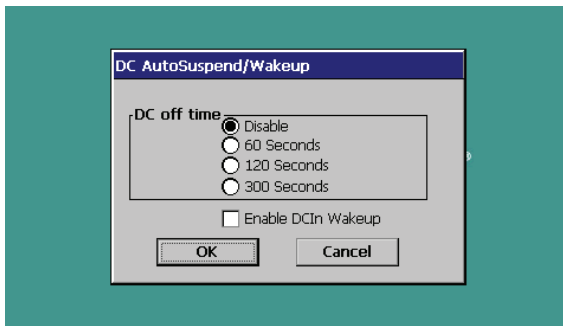 DC AutoSuspend/Wakeup
DC off time
Disable
60 Seconds
120 Seconds
300 Seconds
®
Enable DCIn Wakeup
OK Cancel